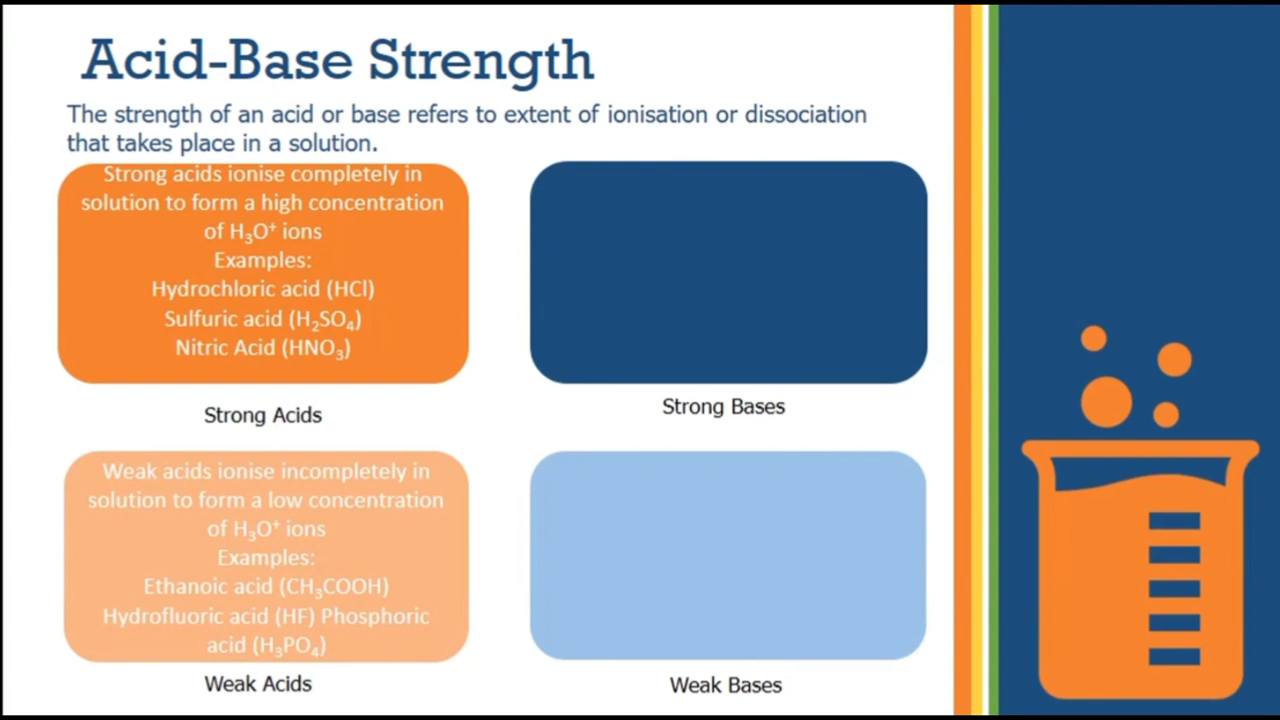 Acid-Base Strength
The strength of an acid or base refers to extent of ionisation or dissociation
that takes place in a solution.
Strong acids ionise completely in
solution to form a high concentration
of H₃O⁺ ions
Examples:
Hydrochloric acid (HCl)
Sulfuric acid (H₂SO₄)
Nitric Acid (HNO₃)
Strong Acids
Strong Bases
Weak acids ionise incompletely in
solution to form a low concentration
of H₃O⁺ ions
Examples:
Ethanoic acid (CH₃COOH)
Hydrofluoric acid (HF) Phosphoric
acid (H₃PO₄)
Weak Acids
Weak Bases